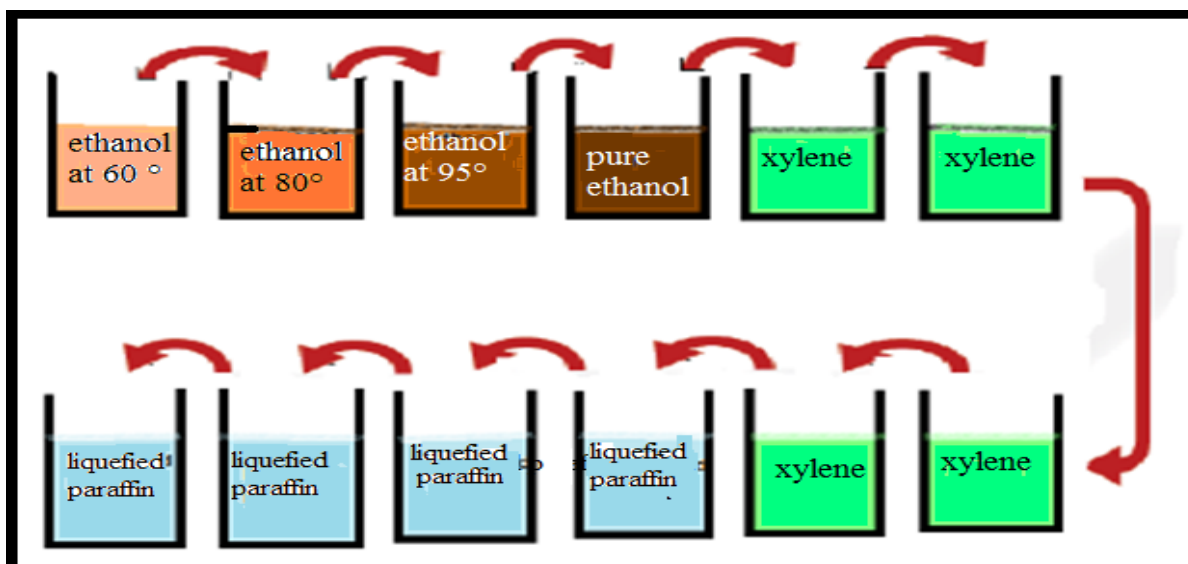 ethanol
at 60 °
ethanol
at 80°
ethanol
at 95°
pure
ethanol
xylene
xylene
liquefied
paraffin
liquefied
paraffin
liquefied
paraffin
liquefied
paraffin
xylene
xylene